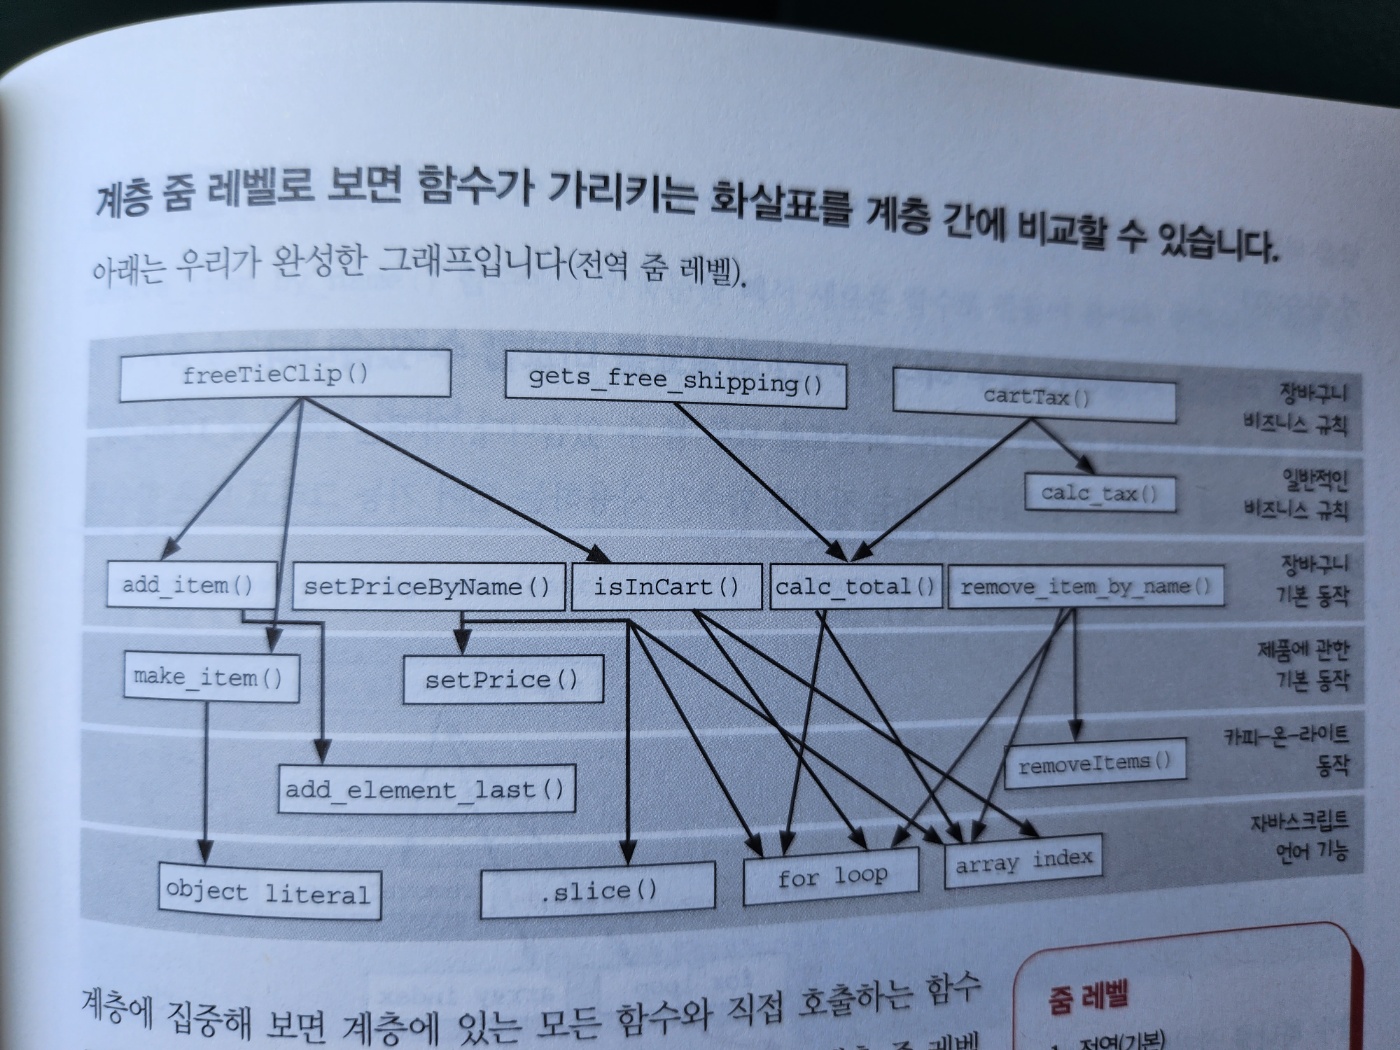 계층 줌 레벨로 보면 함수가 가리키는 화살표를 계층 간에 비교할 수 있습니다.
아래는 우리가 완성한 그래프입니다(전역 줌 레벨).
freeTieClip()
gets_free_shipping()
cartTax()
장바구니
비즈니스 규칙
calc_tax()
일반적인
비즈니스 규칙
add_item()
setPriceByName()
isInCart()
calc_total()
remove_item_by_name()
장바구니
기본 동작
make_item()
setPrice()
제품에 관한
기본 동작
add_element_last()
removeItems()
카피-온-라이트
동작
object literal
.slice()
for loop
array index
자바스크립트
언어 기능
계층에 집중해 보면 계층에 있는 모든 함수와 직접 호출하는 함수
줌 레벨
줌 레벨
1. 전역(기본)